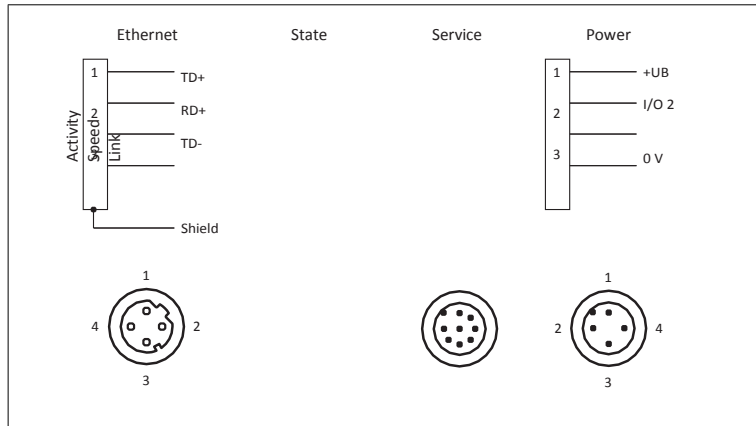 Ethernet State Service Power
1 TD+
2 RD+
TD-
Activity
Speed
Link
Shield
1 +UB
2 I/O 2
3 0 V
1
4 2
3
1
2 4
3